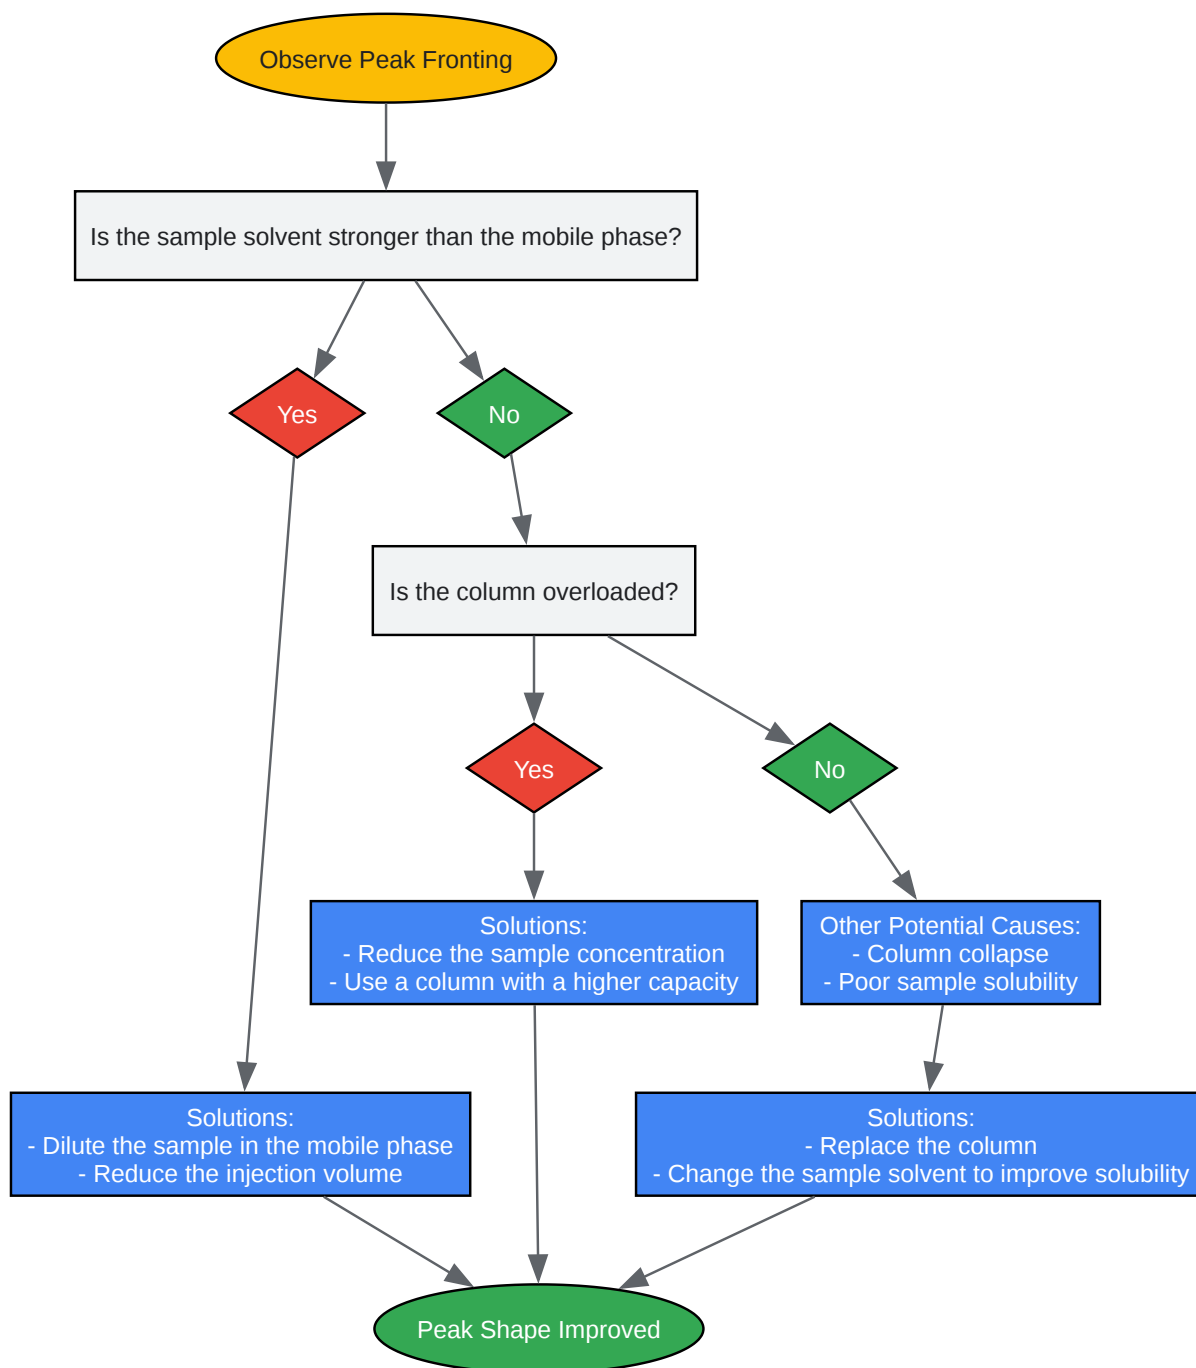 Observe Peak Fronting
Is the sample solvent stronger than the mobile phase?
Yes
No
Is the column overloaded?
Yes
No
Solutions:
- Reduce the sample concentration
- Use a column with a higher capacity
Other Potential Causes:
- Column collapse
- Poor sample solubility
Solutions:
- Dilute the sample in the mobile phase
- Reduce the injection volume
Solutions:
- Replace the column
- Change the sample solvent to improve solubility
Peak Shape Improved